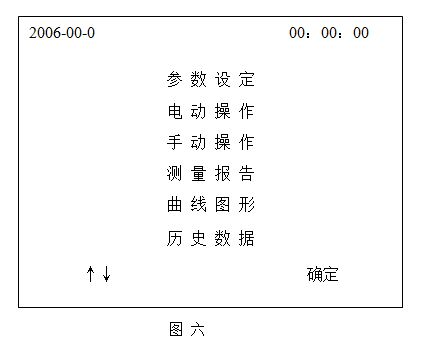 2006-00-0 00：00：00
参 数 设 定
电 动 操 作
手 动 操 作
测 量 报 告
曲 线 图 形
历 史 数 据
↑↓ 确定
图 六